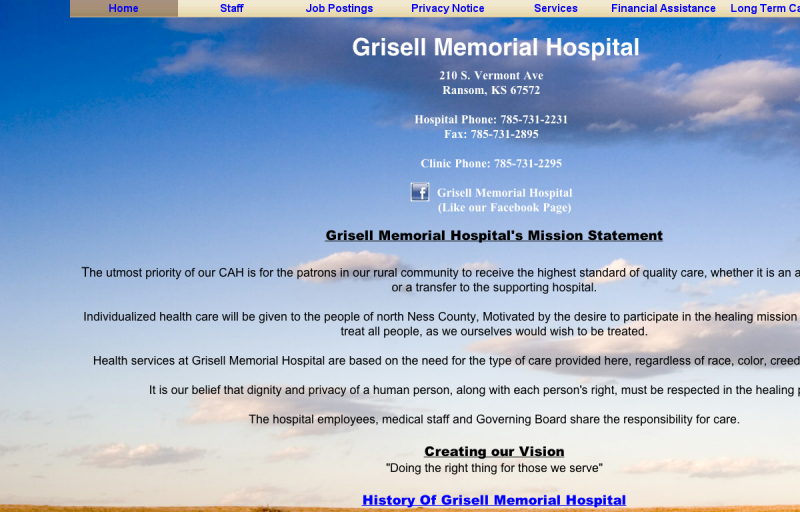 Home Staff Job Postings Privacy Notice Services Financial Assistance Long Term
Grisell Memorial Hospital
210 S. Vermont Ave
Ransom, KS 67572
Hospital Phone: 785-731-2231
Fax: 785-731-2895
Clinic Phone: 785-731-2295
Grisell Memorial Hospital
(Like our Facebook Page)
Grisell Memorial Hospital's Mission Statement
The utmost priority of our CAH is for the patrons in our rural community to receive the highest standard of quality care, whether it is an
or a transfer to the supporting hospital.
Individualized health care will be given to the people of north Ness County, Motivated by the desire to participate in the healing mission
treat all people, as we ourselves would wish to be treated.
Health services at Grisell Memorial Hospital are based on the need for the type of care provided here, regardless of race, color, creed
It is our belief that dignity and privacy of a human person, along with each person's right, must be respected in the healing
The hospital employees, medical staff and Governing Board share the responsibility for care.
Creating our Vision
"Doing the right thing for those we serve"
History Of Grisell Memorial Hospital